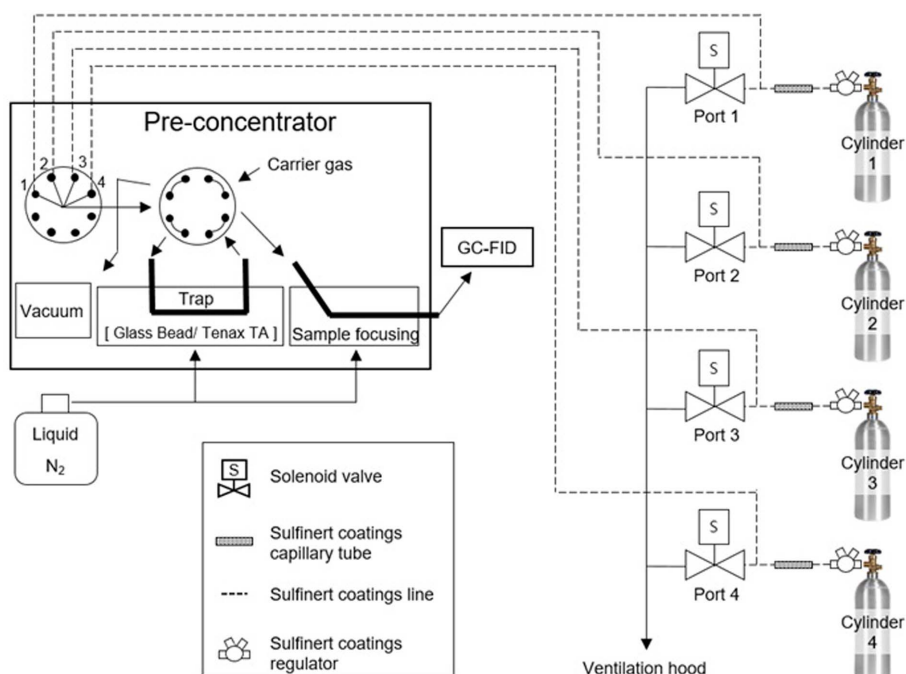 Pre-concentrator
1
2
3
4
Carrier gas
Vacuum
Trap
[ Glass Bead/ Tenax TA ]
Sample focusing
GC-FID
Liquid
N₂
S
Port 1
Cylinder
1
S
Port 2
Cylinder
2
S
Port 3
Cylinder
3
S
Port 4
Cylinder
4
Ventilation hood
S
Solenoid valve
Sulfinert coatings
capillary tube
Sulfinert coatings line
Sulfinert coatings
regulator